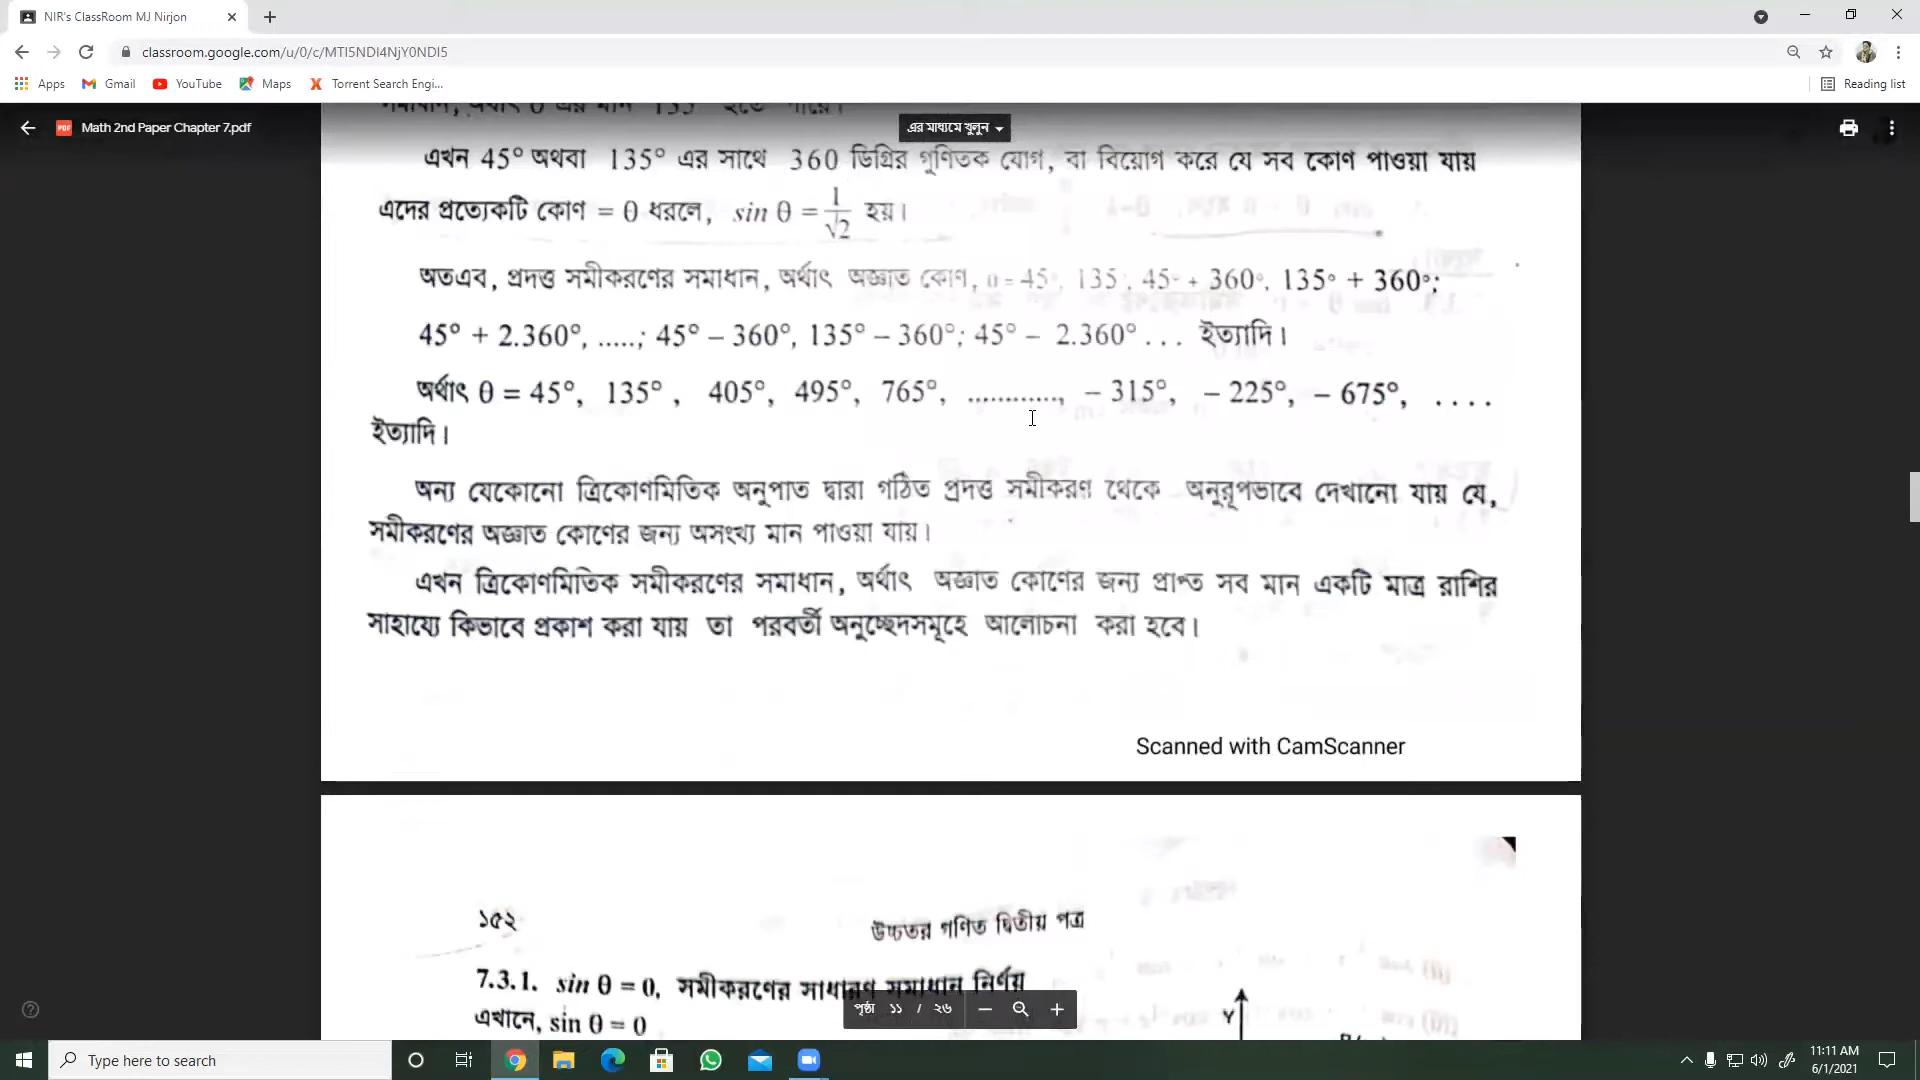 NIR's ClassRoom MJ Nirjon
classroom.google.com/u/0/c/MTI5NDI4NjY0NDI5
Apps Gmail YouTube Maps Torrent Search Engi... Reading list
Math 2nd Paper Chapter 7.pdf
এর মাধ্যমে খুলুন
এখন 45° অথবা 135° এর সাথে 360 ডিগ্রির গুণিতক যোগ, বা বিয়োগ করে যে সব কোণ পাওয়া যায়
এদের প্রত্যেকটি কোণ = θ ধরলে, sin θ = 1/√2 হয়।
অতএব, প্রদত্ত সমীকরণের সমাধান, অর্থাৎ অজ্ঞাত কোণ, θ = 45°, 135°, 45° + 360°, 135° + 360°;
45° + 2.360°, .....; 45° – 360°, 135° – 360°; 45° – 2.360° . . . ইত্যাদি।
অর্থাৎ θ = 45°, 135°, 405°, 495°, 765°, ............, – 315°, – 225°, – 675°, . . . .
ইত্যাদি।
অন্য যেকোনো ত্রিকোণমিতিক অনুপাত দ্বারা গঠিত প্রদত্ত সমীকরণ থেকে অনুরূপভাবে দেখানো যায় যে,
সমীকরণের অজ্ঞাত কোণের জন্য অসংখ্য মান পাওয়া যায়।
এখন ত্রিকোণমিতিক সমীকরণের সমাধান, অর্থাৎ অজ্ঞাত কোণের জন্য প্রাপ্ত সব মান একটি মাত্র রাশির
সাহায্যে কিভাবে প্রকাশ করা যায় তা পরবর্তী অনুচ্ছেদসমূহে আলোচনা করা হবে।
Scanned with CamScanner
১৫২
উচ্চতর গণিত দ্বিতীয় পত্র
7.3.1. sin θ = 0, সমীকরণের সাধারণ সমাধান নির্ণয়
এখানে, sin θ = 0
Y
পৃষ্ঠা ১১ / ২৬
Type here to search
11:11 AM
6/1/2021